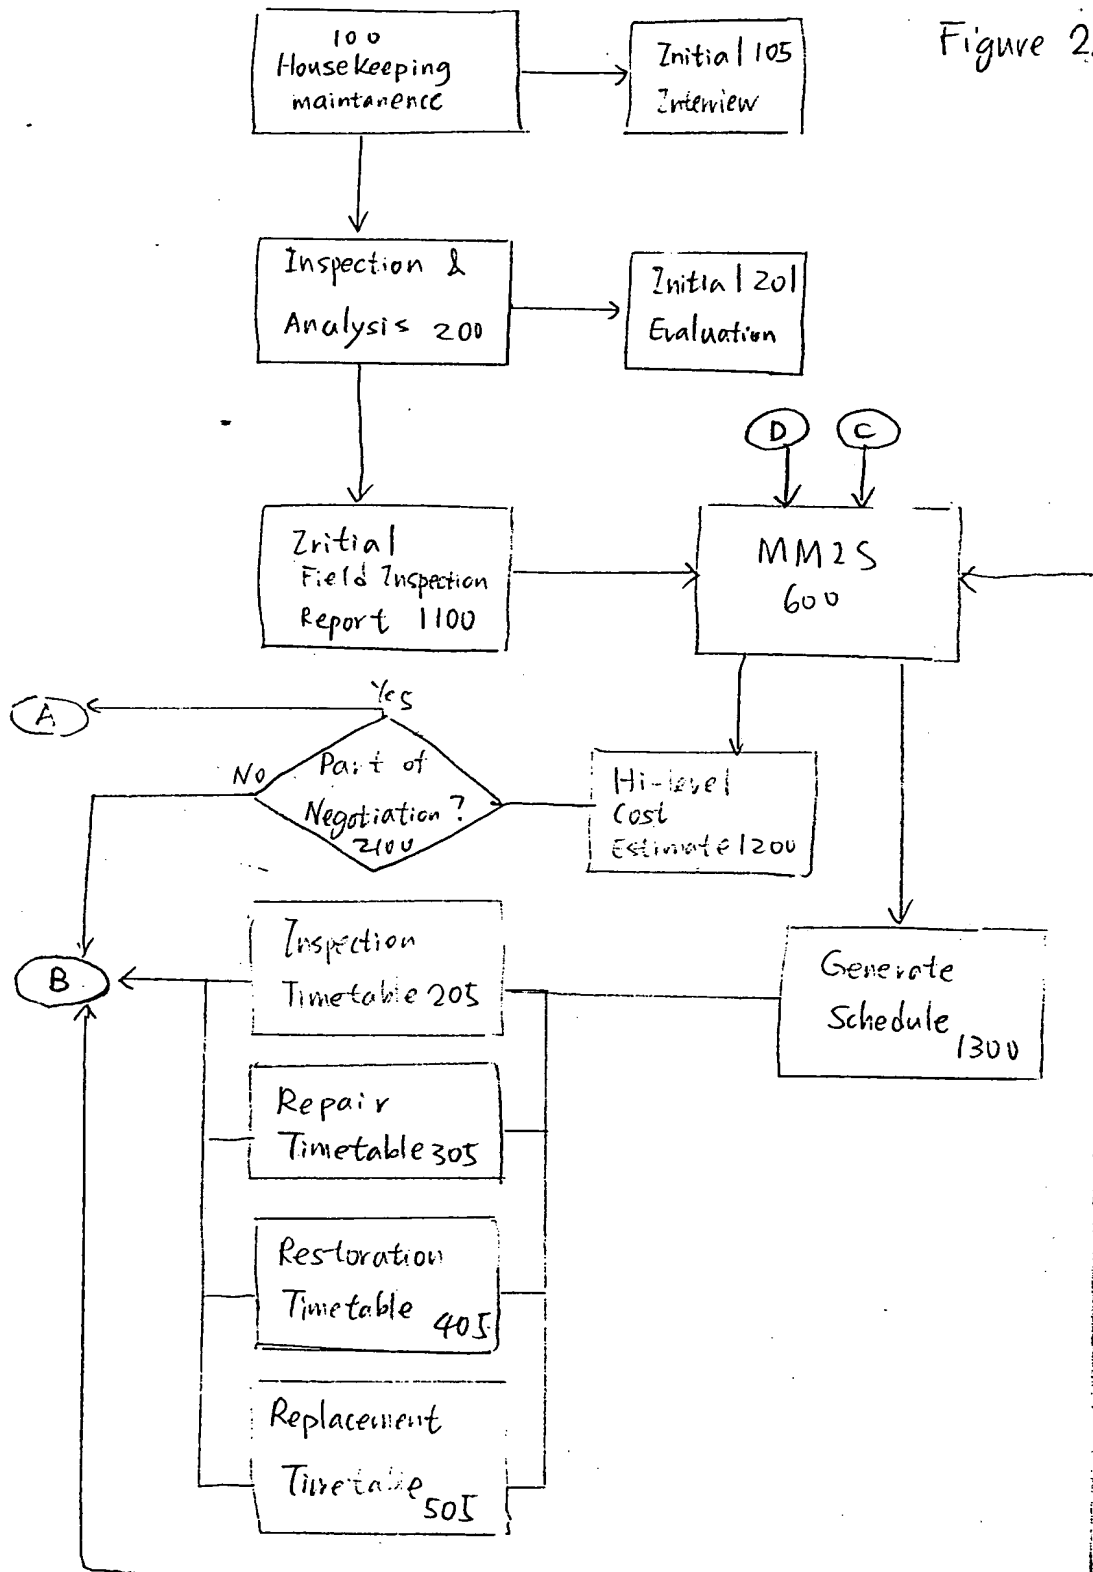 Figure 2
100
Housekeeping
maintanence
Initial 105
Interview
Inspection &
Analysis 200
Initial 201
Evaluation
D
C
Initial
Field Inspection
Report 1100
MM2S
600
A
Yes
No
Part of
Negotiation?
2100
Hi-level
Cost
Estimate 1200
B
Inspection
Timetable 205
Generate
Schedule
1300
Repair
Timetable 305
Restoration
Timetable
405
Replacement
Timetable
505